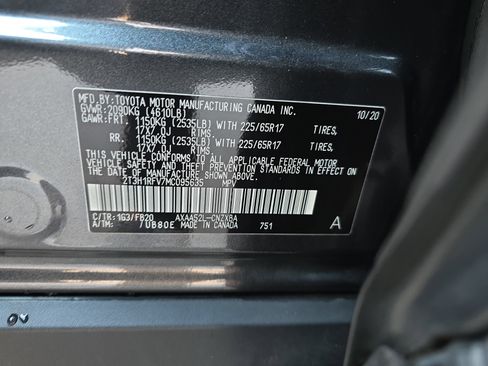 MFD.BY:TOYOTA MOTOR MANUFACTURING CANADA INC. 10/20
GVWR:2090KG (4610LB)
GAWR:FRT. 1150KG (2535LB) WITH 225/65R17 TIRES,
17X7.0J RIMS,
RR. 1150KG (2535LB) WITH 225/65R17 TIRES,
17X7.0J RIMS,
THIS VEHICLE CONFORMS TO ALL APPLICABLE FEDERAL MOTOR
VEHICLE SAFETY AND THEFT PREVENTION STANDARDS IN EFFECT
ON THE DATE OF MANUFACTURE SHOWN ABOVE.
2T3H1RFV7MC095635 MPV
C/TR:1G3/FB20 AXAA52L-CNZXBA A
A/TM: /UB80E MADE IN CANADA 751